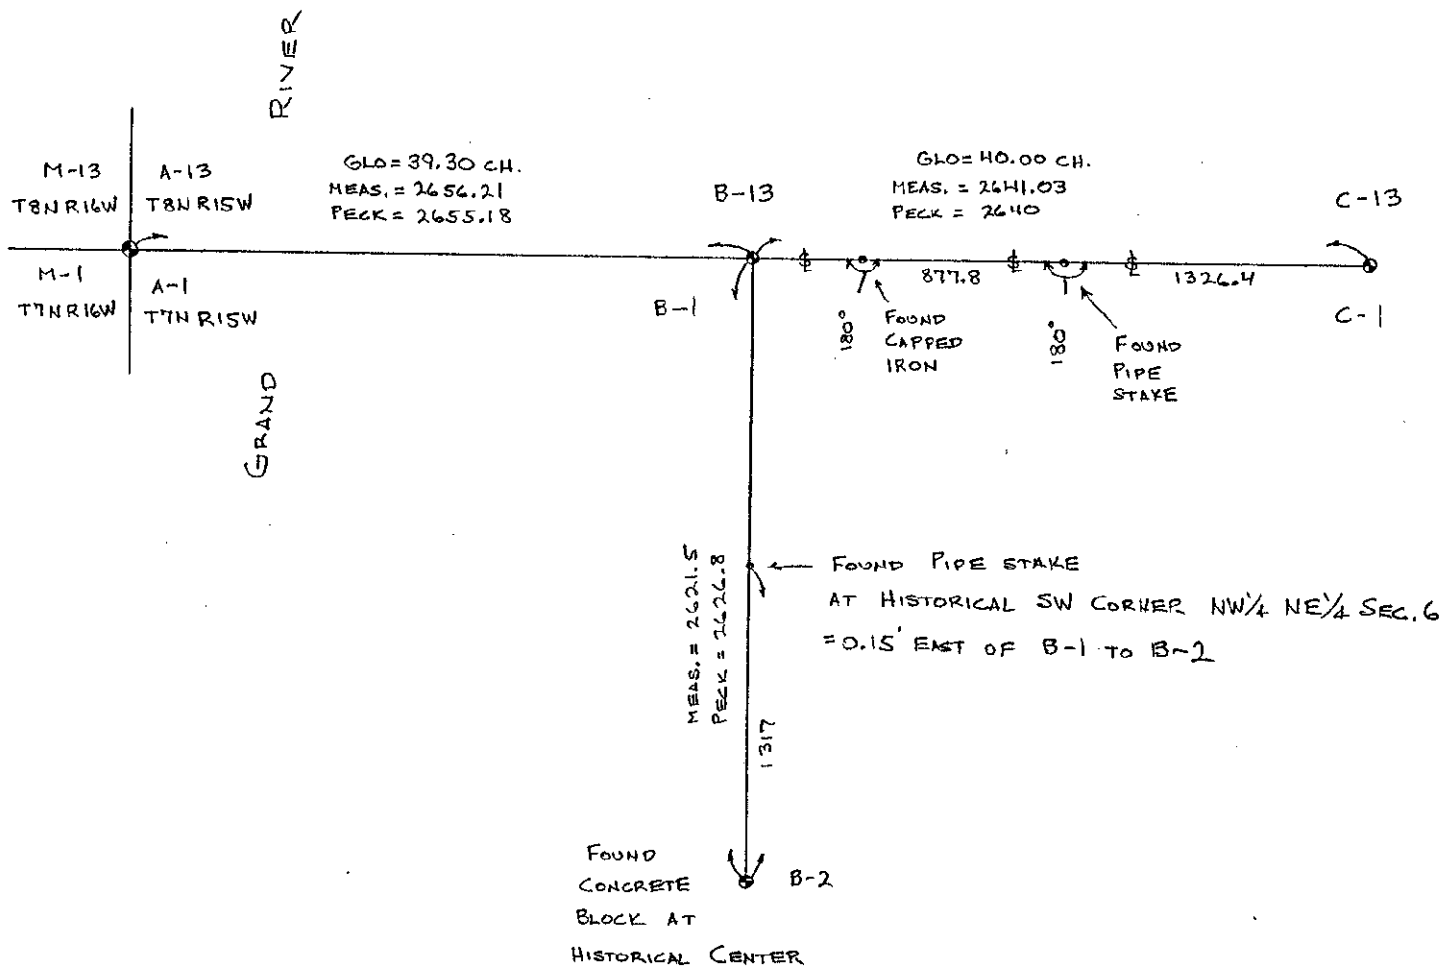 RIVER
M-13
T8N R16W
A-13
T8N R15W
GLO = 39.30 CH.
MEAS. = 2656.21
PECK = 2655.18
B-13
GLO = 40.00 CH.
MEAS. = 2641.03
PECK = 2640
C-13
M-1
T7N R16W
A-1
T7N R15W
B-1
877.8
1326.4
C-1
180°
FOUND
CAPPED
IRON
180°
FOUND
PIPE
STAKE
GRAND
MEAS. = 2621.5
PECK = 2626.8
FOUND PIPE STAKE
AT HISTORICAL SW CORNER NW¼ NE¼ SEC. 6
= 0.15' EAST OF B-1 TO B-2
1317
FOUND
CONCRETE
BLOCK AT
HISTORICAL CENTER
B-2